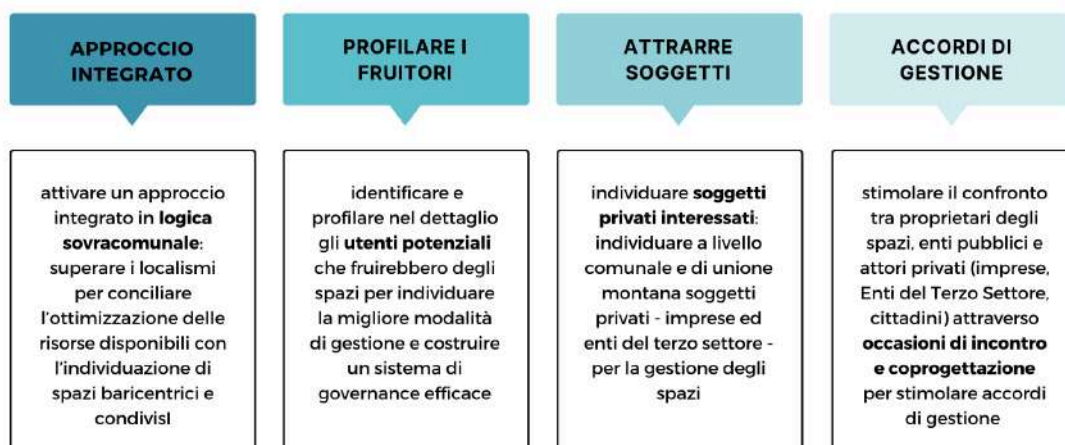 APPROCCIO
INTEGRATO
attivare un approccio
integrato in logica
sovracomunale:
superare i localismi
per conciliare
l'ottimizzazione delle
risorse disponibili con
l'individuazione di
spazi baricentrici e
condivisI
PROFILARE I
FRUITORI
identificare e
profilare nel dettaglio
gli utenti potenziali
che fruirebbero degli
spazi per individuare
la migliore modalità
di gestione e costruire
un sistema di
governance efficace
ATTRARRE
SOGGETTI
individuare soggetti
privati interessati:
individuare a livello
comunale e di unione
montana soggetti
privati - imprese ed
enti del terzo settore -
per la gestione degli
spazi
ACCORDI DI
GESTIONE
stimolare il confronto
tra proprietari degli
spazi, enti pubblici e
attori privati (imprese,
Enti del Terzo Settore,
cittadini) attraverso
occasioni di incontro
e coprogettazione
per stimolare accordi
di gestione